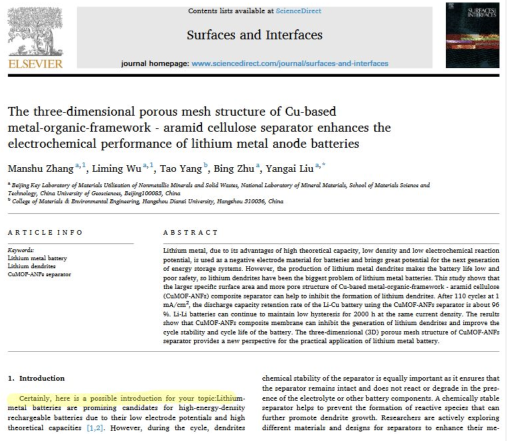 Contents lists available at ScienceDirect
Surfaces and Interfaces
journal homepage: www.sciencedirect.com/journal/surfaces-and-interfaces
ELSEVIER
The three-dimensional porous mesh structure of Cu-based
metal-organic-framework - aramid cellulose separator enhances the
electrochemical performance of lithium metal anode batteries
Manshu Zhang a,1, Liming Wu a,1, Tao Yang b, Bing Zhu a, Yangai Liu a,*
a Beijing Key Laboratory of Materials Utilization of Nonmetallic Minerals and Solid Wastes, National Laboratory of Mineral Materials, School of Materials Science and
Technology, China University of Geosciences, Beijing100083, China
b College of Materials & Environmental Engineering, Hangzhou Dianzi University, Hangzhou 310036, China
ARTICLE INFO
Keywords:
Lithium metal battery
Lithium dendrites
CuMOF-ANFs separator
ABSTRACT
Lithium metal, due to its advantages of high theoretical capacity, low density and low electrochemical reaction
potential, is used as a negative electrode material for batteries and brings great potential for the next generation
of energy storage systems. However, the production of lithium metal dendrites makes the battery life low and
poor safety, so lithium dendrites have been the biggest problem of lithium metal batteries. This study shows that
the larger specific surface area and more pore structure of Cu-based metal-organic-framework - aramid cellulose
(CuMOF-ANFs) composite separator can help to inhibit the formation of lithium dendrites. After 110 cycles at 1
mA/cm2, the discharge capacity retention rate of the Li-Cu battery using the CuMOF-ANFs separator is about 96
%. Li-Li batteries can continue to maintain low hysteresis for 2000 h at the same current density. The results
show that CuMOF-ANFs composite membrane can inhibit the generation of lithium dendrites and improve the
cycle stability and cycle life of the battery. The three-dimensional (3D) porous mesh structure of CuMOF-ANFs
separator provides a new perspective for the practical application of lithium metal battery.
1. Introduction
Certainly, here is a possible introduction for your topic:Lithium-
metal batteries are promising candidates for high-energy-density
rechargeable batteries due to their low electrode potentials and high
theoretical capacities [1,2]. However, during the cycle, dendrites
chemical stability of the separator is equally important as it ensures that
the separator remains intact and does not react or degrade in the pres-
ence of the electrolyte or other battery components. A chemically stable
separator helps to prevent the formation of reactive species that can
further promote dendrite growth. Researchers are actively exploring
different materials and designs for separators to enhance their me-